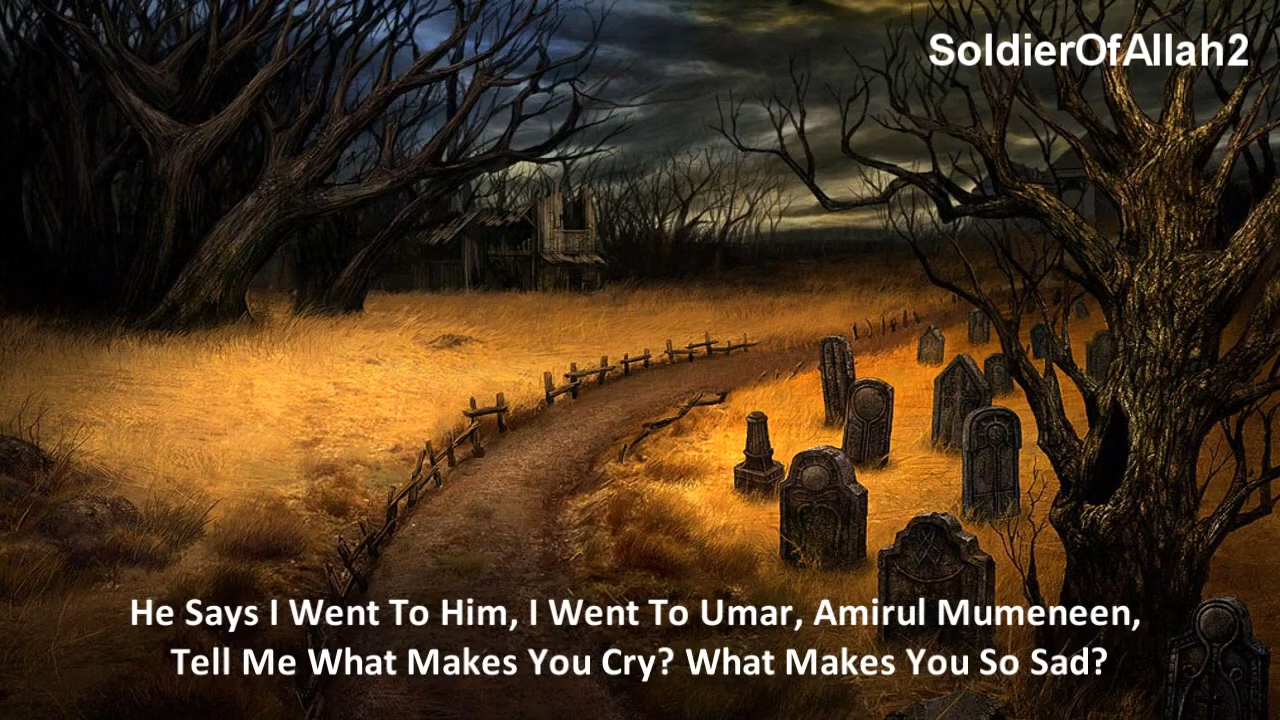 SoldierOfAllah2
He Says I Went To Him, I Went To Umar, Amirul Mumeneen,
Tell Me What Makes You Cry? What Makes You So Sad?